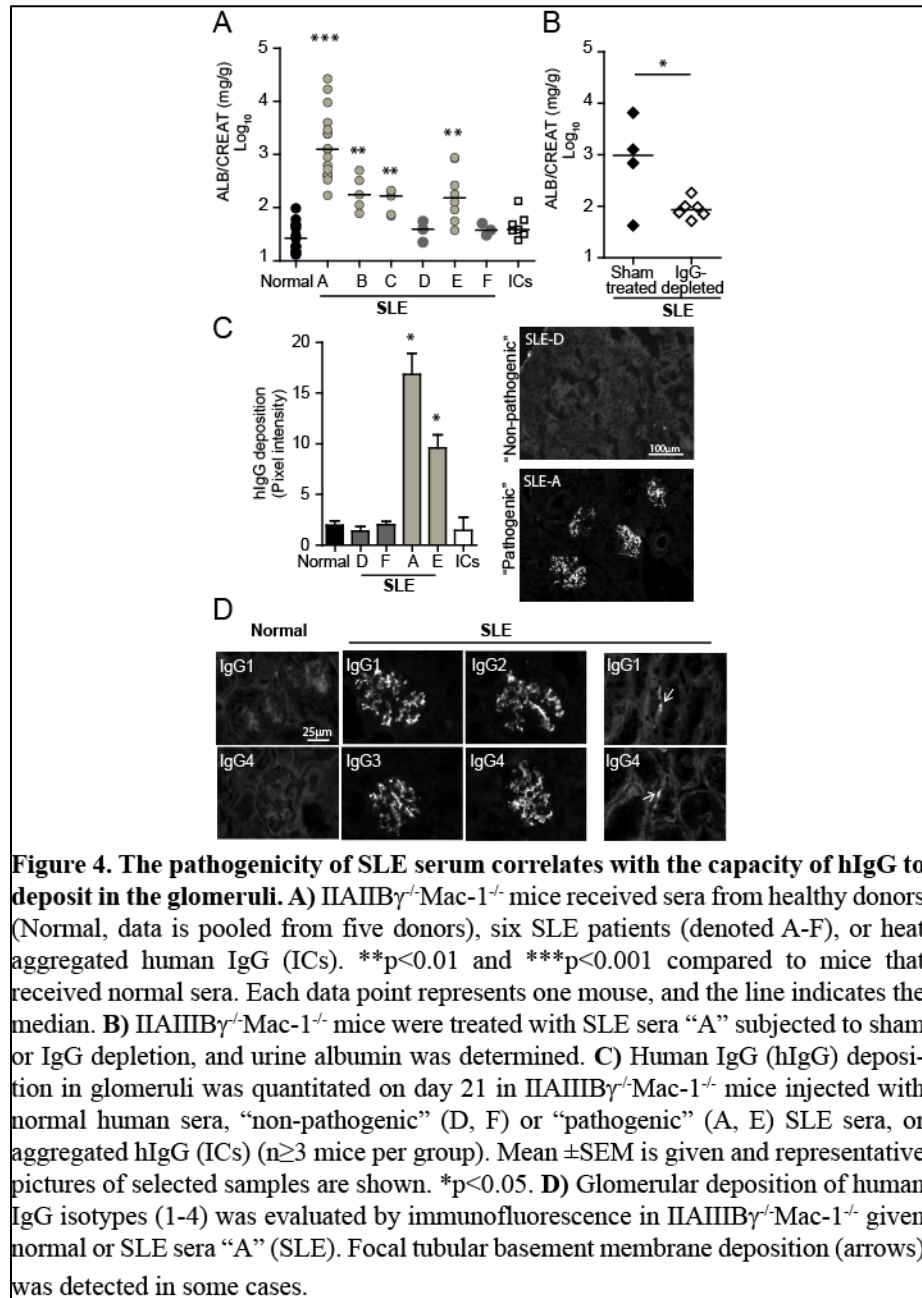 A
B
***
**
**
**
*
ALB/CREAT (mg/g)
Log₁₀
5
4
3
2
1
Normal A B C D E F ICs
SLE
ALB/CREAT (mg/g)
Log₁₀
5
4
3
2
1
Sham treated
IgG-depleted
SLE
C
hIgG deposition
(Pixel intensity)
20
15
10
5
0
*
*
Normal D F A E ICs
SLE
"Non-pathogenic"
SLE-D
100μm
"Pathogenic"
SLE-A
D
Normal
SLE
IgG1
25μm
IgG1
IgG2
IgG1
IgG4
IgG3
IgG4
IgG4
Figure 4. The pathogenicity of SLE serum correlates with the capacity of hIgG to
deposit in the glomeruli. A) IIAIIBγ⁻/⁻Mac-1⁻/⁻ mice received sera from healthy donors
(Normal, data is pooled from five donors), six SLE patients (denoted A-F), or heat
aggregated human IgG (ICs). **p<0.01 and ***p<0.001 compared to mice that
received normal sera. Each data point represents one mouse, and the line indicates the
median. B) IIAIIIBγ⁻/⁻Mac-1⁻/⁻ mice were treated with SLE sera “A” subjected to sham
or IgG depletion, and urine albumin was determined. C) Human IgG (hIgG) deposi-
tion in glomeruli was quantitated on day 21 in IIAIIIBγ⁻/⁻Mac-1⁻/⁻ mice injected with
normal human sera, “non-pathogenic” (D, F) or “pathogenic” (A, E) SLE sera, or
aggregated hIgG (ICs) (n≥3 mice per group). Mean ±SEM is given and representative
pictures of selected samples are shown. *p<0.05. D) Glomerular deposition of human
IgG isotypes (1-4) was evaluated by immunofluorescence in IIAIIIBγ⁻/⁻Mac-1⁻/⁻ given
normal or SLE sera “A” (SLE). Focal tubular basement membrane deposition (arrows)
was detected in some cases.